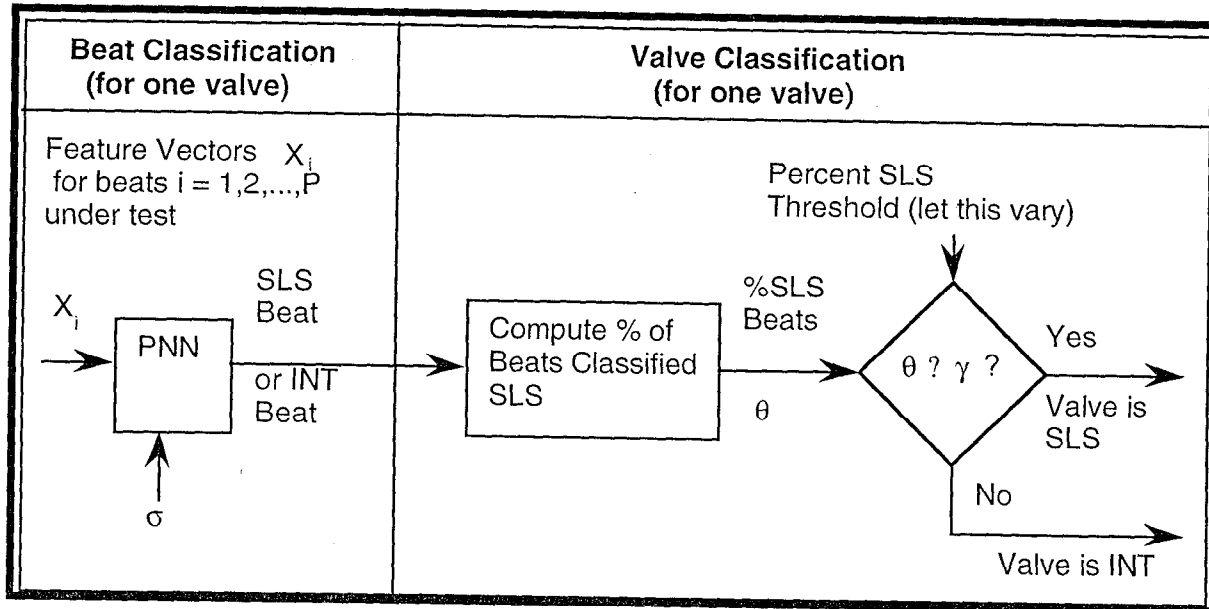 Beat Classification
(for one valve)
Valve Classification
(for one valve)
Feature Vectors Xi
for beats i = 1,2,...,P
under test
Xi
PNN
σ
SLS
Beat
or INT
Beat
Compute % of
Beats Classified
SLS
%SLS
Beats
θ
Percent SLS
Threshold (let this vary)
θ ? γ ?
Yes
Valve is
SLS
No
Valve is INT